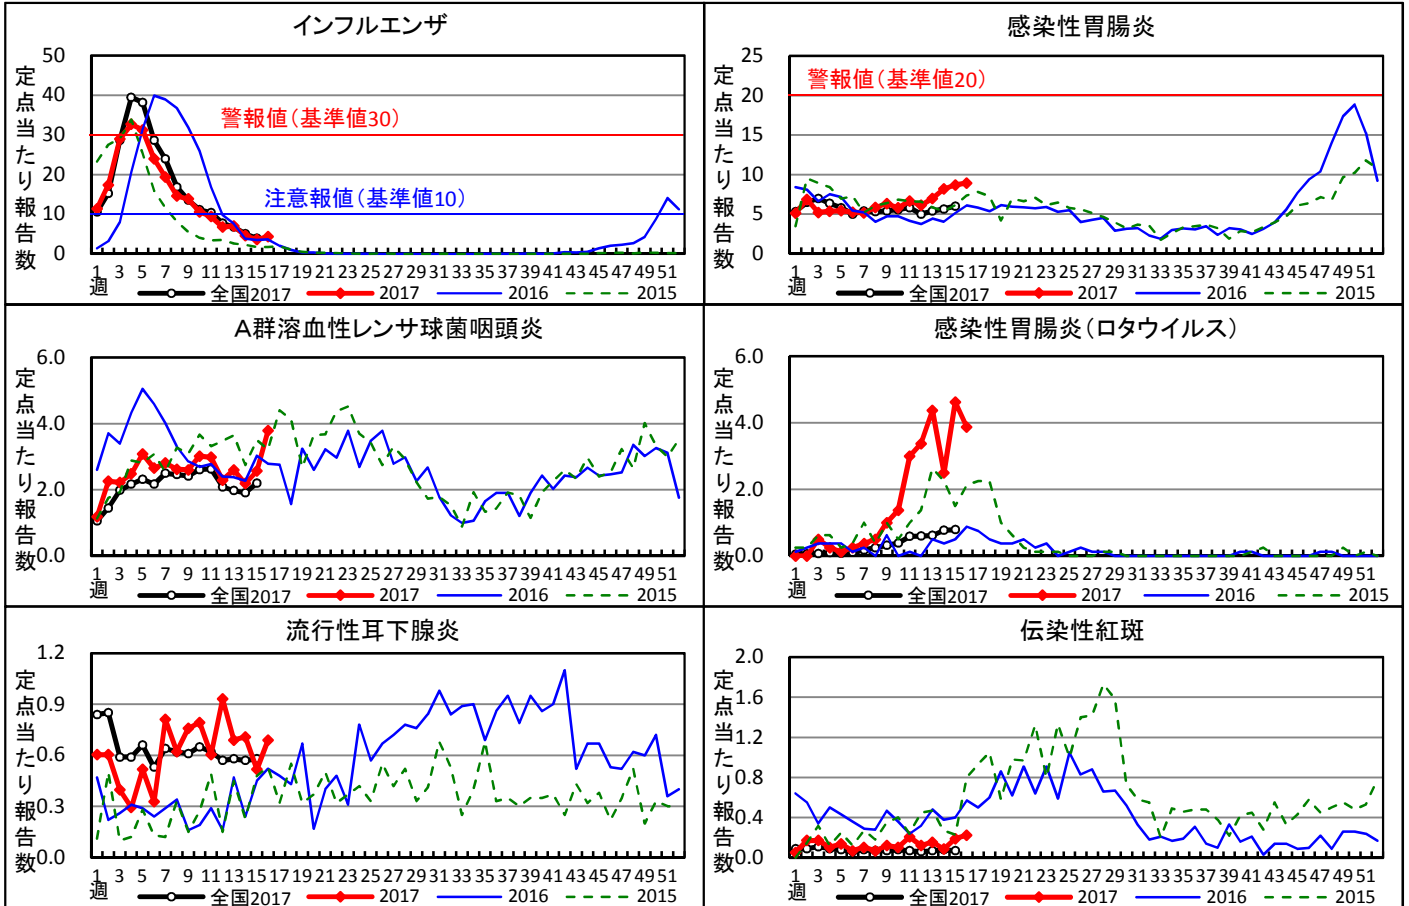 インフルエンザ
定点当たり報告数
50
40
30
20
10
0
警報値(基準値30)
注意報値(基準値10)
1 3 5 7 9 11 13 15 17 19 21 23 25 27 29 31 33 35 37 39 41 43 45 47 49 51
週
全国2017 2017 2016 2015
感染性胃腸炎
定点当たり報告数
25
20
15
10
5
0
警報値(基準値20)
1 3 5 7 9 11 13 15 17 19 21 23 25 27 29 31 33 35 37 39 41 43 45 47 49 51
週
全国2017 2017 2016 2015
A群溶血性レンサ球菌咽頭炎
定点当たり報告数
6.0
4.0
2.0
0.0
1 3 5 7 9 11 13 15 17 19 21 23 25 27 29 31 33 35 37 39 41 43 45 47 49 51
週
全国2017 2017 2016 2015
感染性胃腸炎(ロタウイルス)
定点当たり報告数
6.0
4.0
2.0
0.0
1 3 5 7 9 11 13 15 17 19 21 23 25 27 29 31 33 35 37 39 41 43 45 47 49 51
週
全国2017 2017 2016 2015
流行性耳下腺炎
定点当たり報告数
1.2
0.9
0.6
0.3
0.0
1 3 5 7 9 11 13 15 17 19 21 23 25 27 29 31 33 35 37 39 41 43 45 47 49 51
週
全国2017 2017 2016 2015
伝染性紅斑
定点当たり報告数
2.0
1.6
1.2
0.8
0.4
0.0
1 3 5 7 9 11 13 15 17 19 21 23 25 27 29 31 33 35 37 39 41 43 45 47 49 51
週
全国2017 2017 2016 2015